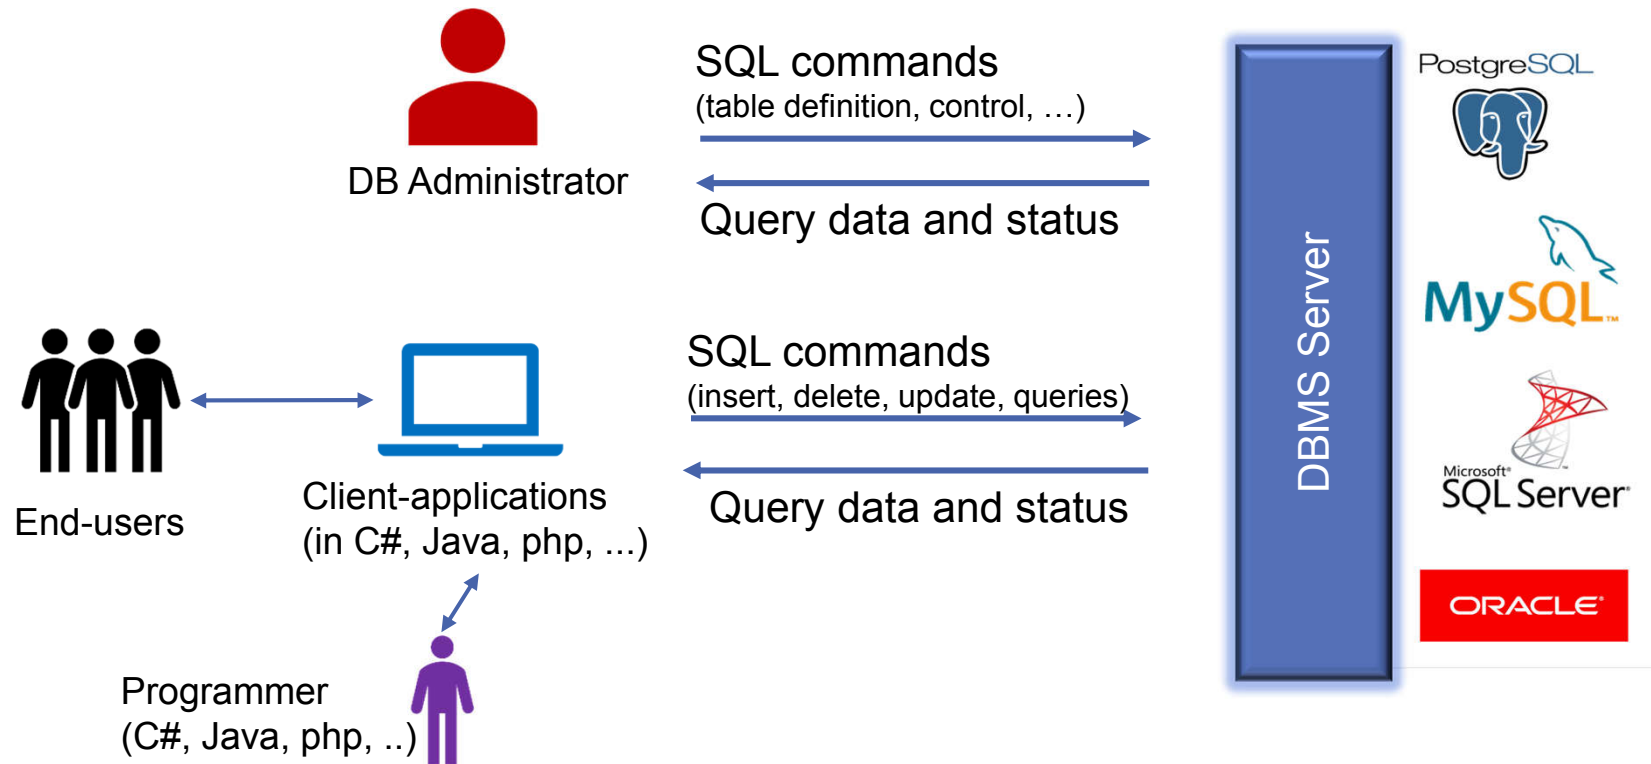 SQL commands
(table definition, control, …)
DB Administrator
Query data and status
PostgreSQL
MySQL™
DBMS Server
SQL commands
(insert, delete, update, queries)
Query data and status
End-users
Client-applications
(in C#, Java, php, ...)
Microsoft®
SQL Server®
ORACLE®
Programmer
(C#, Java, php, ..)